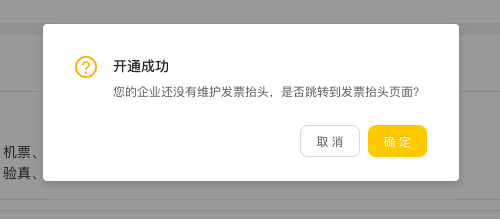 开通成功
您的企业还没有维护发票抬头，是否跳转到发票抬头页面？
取 消
确 定
机票、
验真、